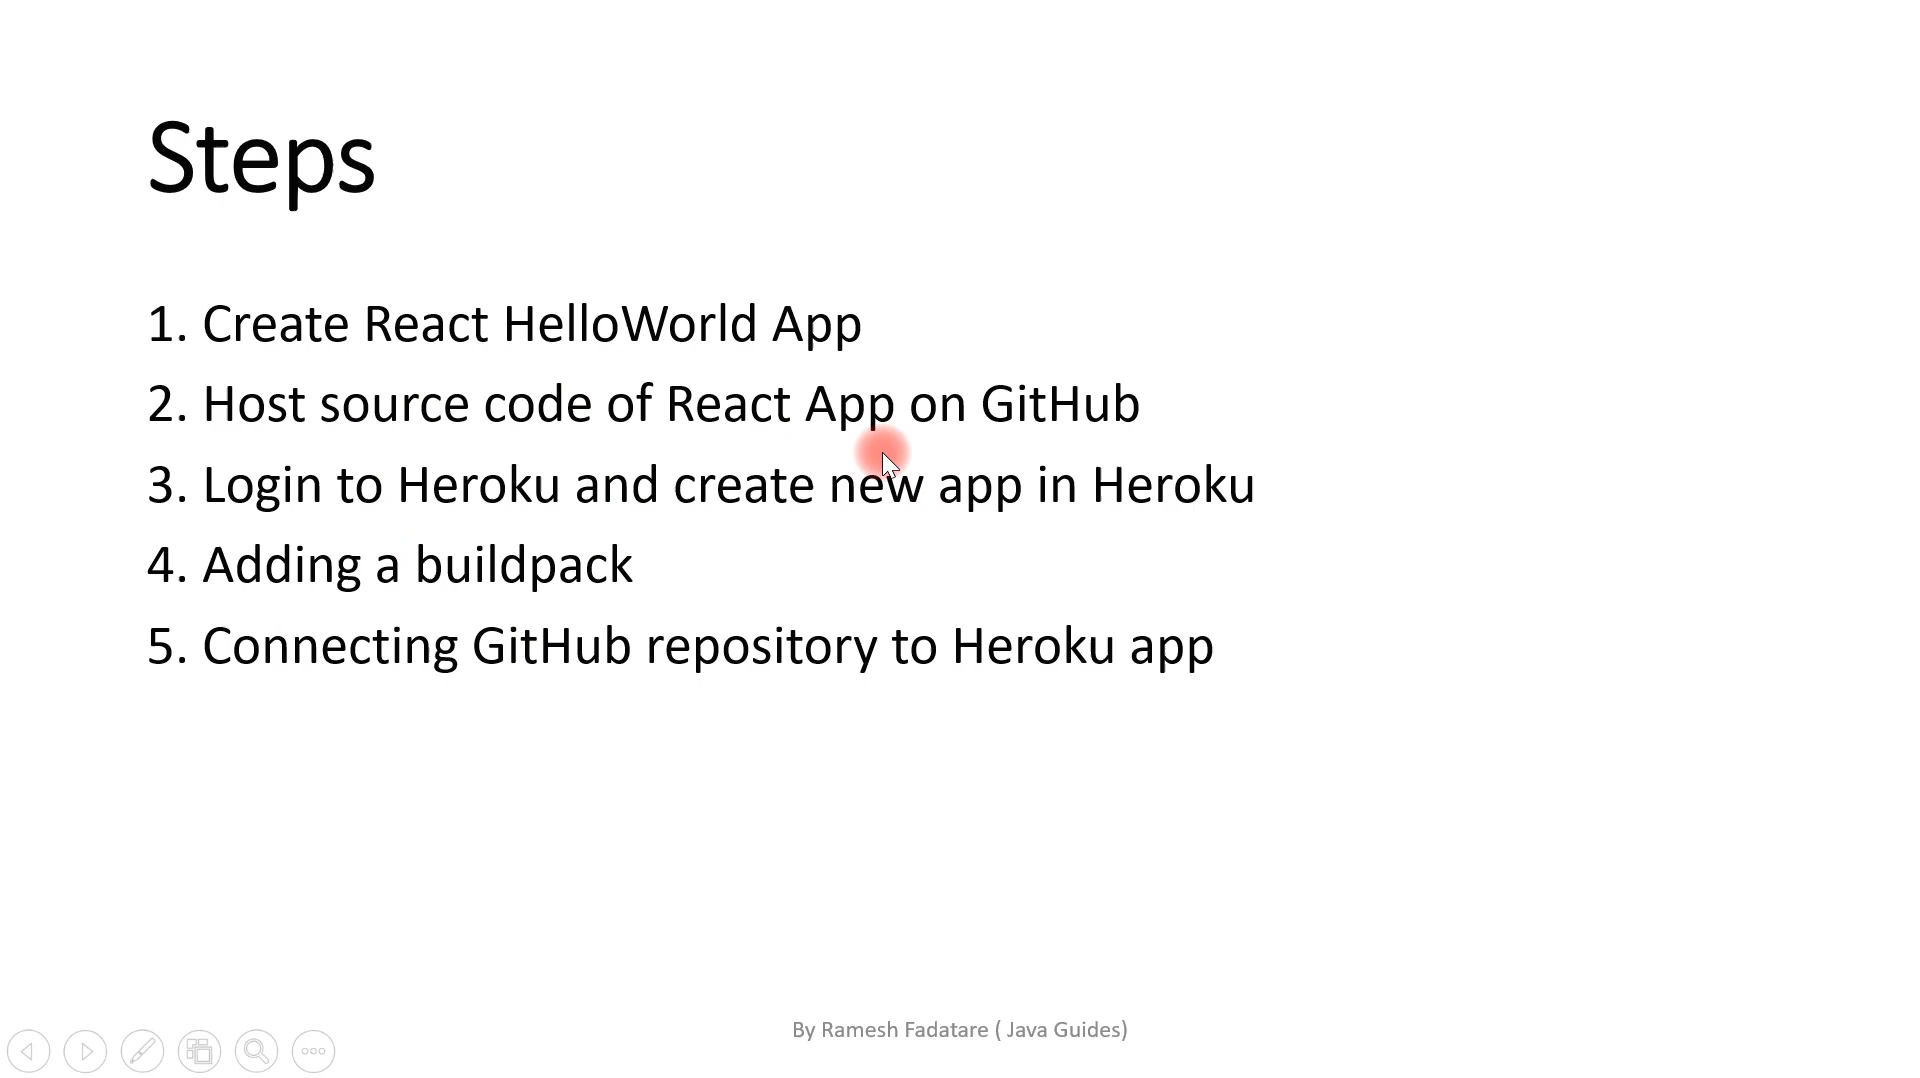 Steps
1. Create React HelloWorld App
2. Host source code of React App on GitHub
3. Login to Heroku and create new app in Heroku
4. Adding a buildpack
5. Connecting GitHub repository to Heroku app
By Ramesh Fadatare ( Java Guides)